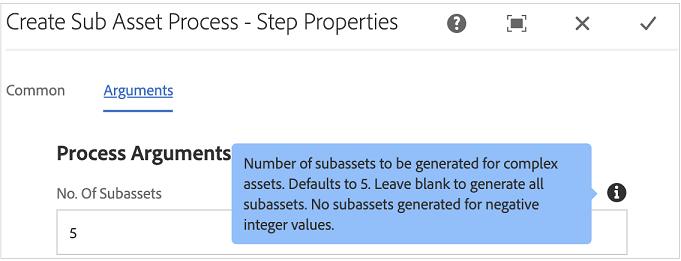 Create Sub Asset Process - Step Properties
Common
Arguments
Process Arguments
Number of subassets to be generated for complex
assets. Defaults to 5. Leave blank to generate all
subassets. No subassets generated for negative
integer values.
No. Of Subassets
5